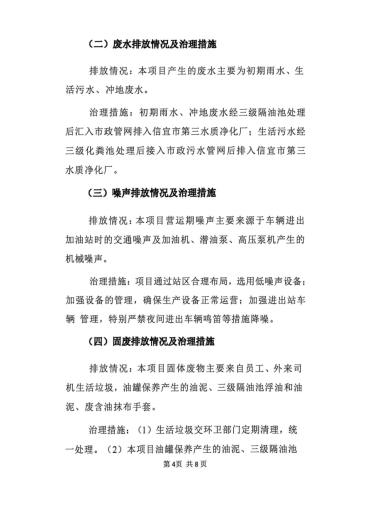 （二）废水排放情况及治理措施
排放情况：本项目产生的废水主要为初期雨水、生
活污水、冲地废水。
治理措施：初期雨水、冲地废水经三级隔油池处理
后汇入市政管网排入信宜市第三水质净化厂；生活污水经
三级化粪池处理后接入市政污水管网后排入信宜市第三
水质净化厂。
（三）噪声排放情况及治理措施
排放情况：本项目营运期噪声主要来源于车辆进出
加油站时的交通噪声及加油机、潜油泵、高压泵机产生的
机械噪声。
治理措施：项目通过站区合理布局，选用低噪声设备；
加强设备的管理，确保生产设备正常运营；加强进出站车
辆 管理，特别严禁夜间进出车辆鸣笛等措施降噪。
（四）固废排放情况及治理措施
排放情况：本项目固体废物主要来自员工、外来司
机生活垃圾，油罐保养产生的油泥、三级隔油池浮油和油
泥、废含油抹布手套。
治理措施：（1）生活垃圾交环卫部门定期清理，统
一处理。（2）本项目油罐保养产生的油泥、三级隔油池
第 4页 共 8 页